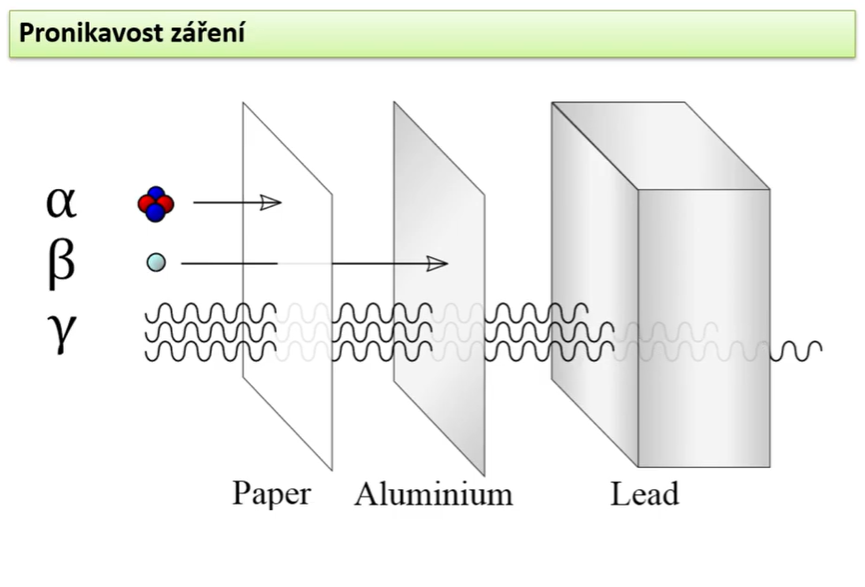 Pronikavost záření
α
β
γ
Paper Aluminium Lead